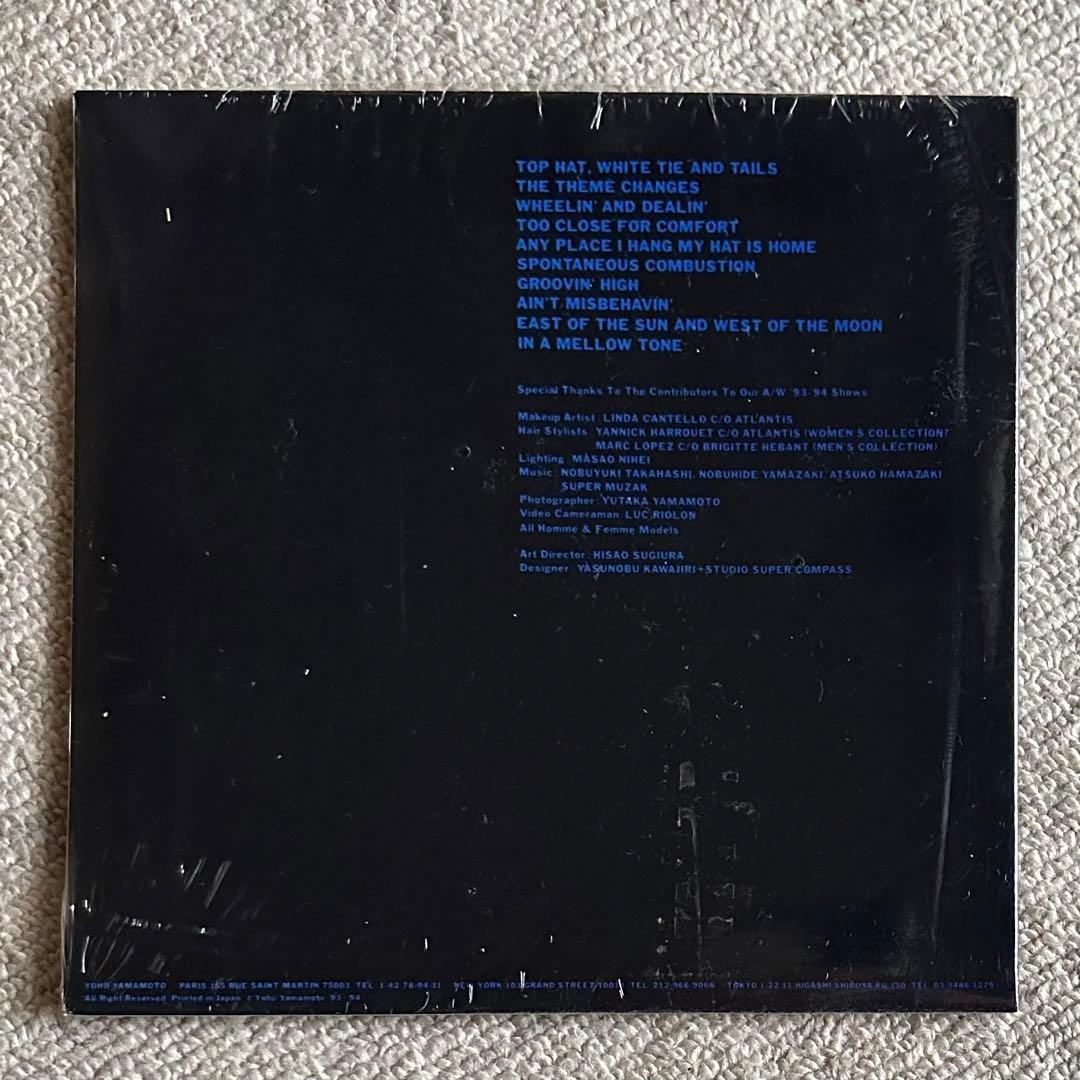 TOP HAT, WHITE TIE AND TAILS
THE THEME CHANGES
WHEELIN' AND DEALIN'
TOO CLOSE FOR COMFORT
ANY PLACE I HANG MY HAT IS HOME
SPONTANEOUS COMBUSTION
GROOVIN' HIGH
AIN'T MISBEHAVIN'
EAST OF THE SUN AND WEST OF THE MOON
IN A MELLOW TONE
Special Thanks To The Contributors To Our A/W '93-'94 Shows
Makeup Artist: LINDA CANTELLO C/O ATLANTIS
Hair Stylists: YANNICK HARROUET C/O ATLANTIS (WOMEN'S COLLECTION)
MARC LOPEZ C/O BRIGITTE HEBANT (MEN'S COLLECTION)
Lighting: MASAO NIHEI
Music: NOBUYUKI TAKAHASHI, NOBUHIDE YAMAZAKI, ATSUKO HAMAZAKI
SUPER MUZAK
Photographer: YUTAKA YAMAMOTO
Video Cameraman: LUC RIOLON
All Homme & Femme Models
Art Director: HISAO SUGIURA
Designer: YASUNOBU KAWAJIRI+STUDIO SUPER COMPASS
YOHJI YAMAMOTO PARIS 155 RUE SAINT MARTIN 75003 TEL 1-42-78-94-11 NEW YORK 103 GRAND STREET TEL 212-966-9066 TOKYO 1-22-11 HIGASHI SHIBUYA-KU 150 TEL 03-3486-1279
All Right Reserved Printed in Japan © Yohji Yamamoto '93-'94